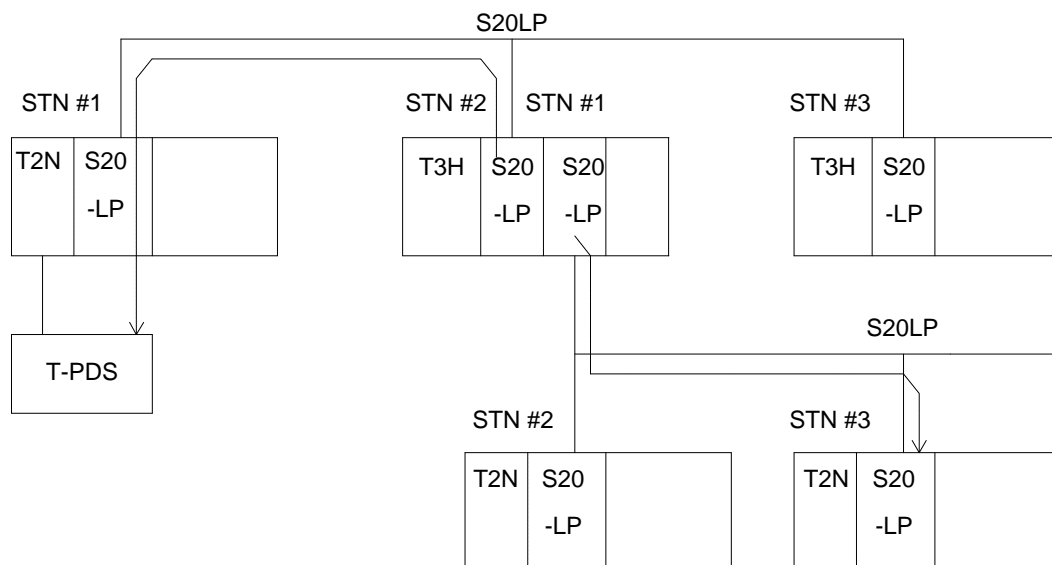 S20LP
STN #1
STN #2
STN #1
STN #3
T2N
S20
-LP
T3H
S20
-LP
S20
-LP
T3H
S20
-LP
T-PDS
S20LP
STN #2
STN #3
T2N
S20
-LP
T2N
S20
-LP